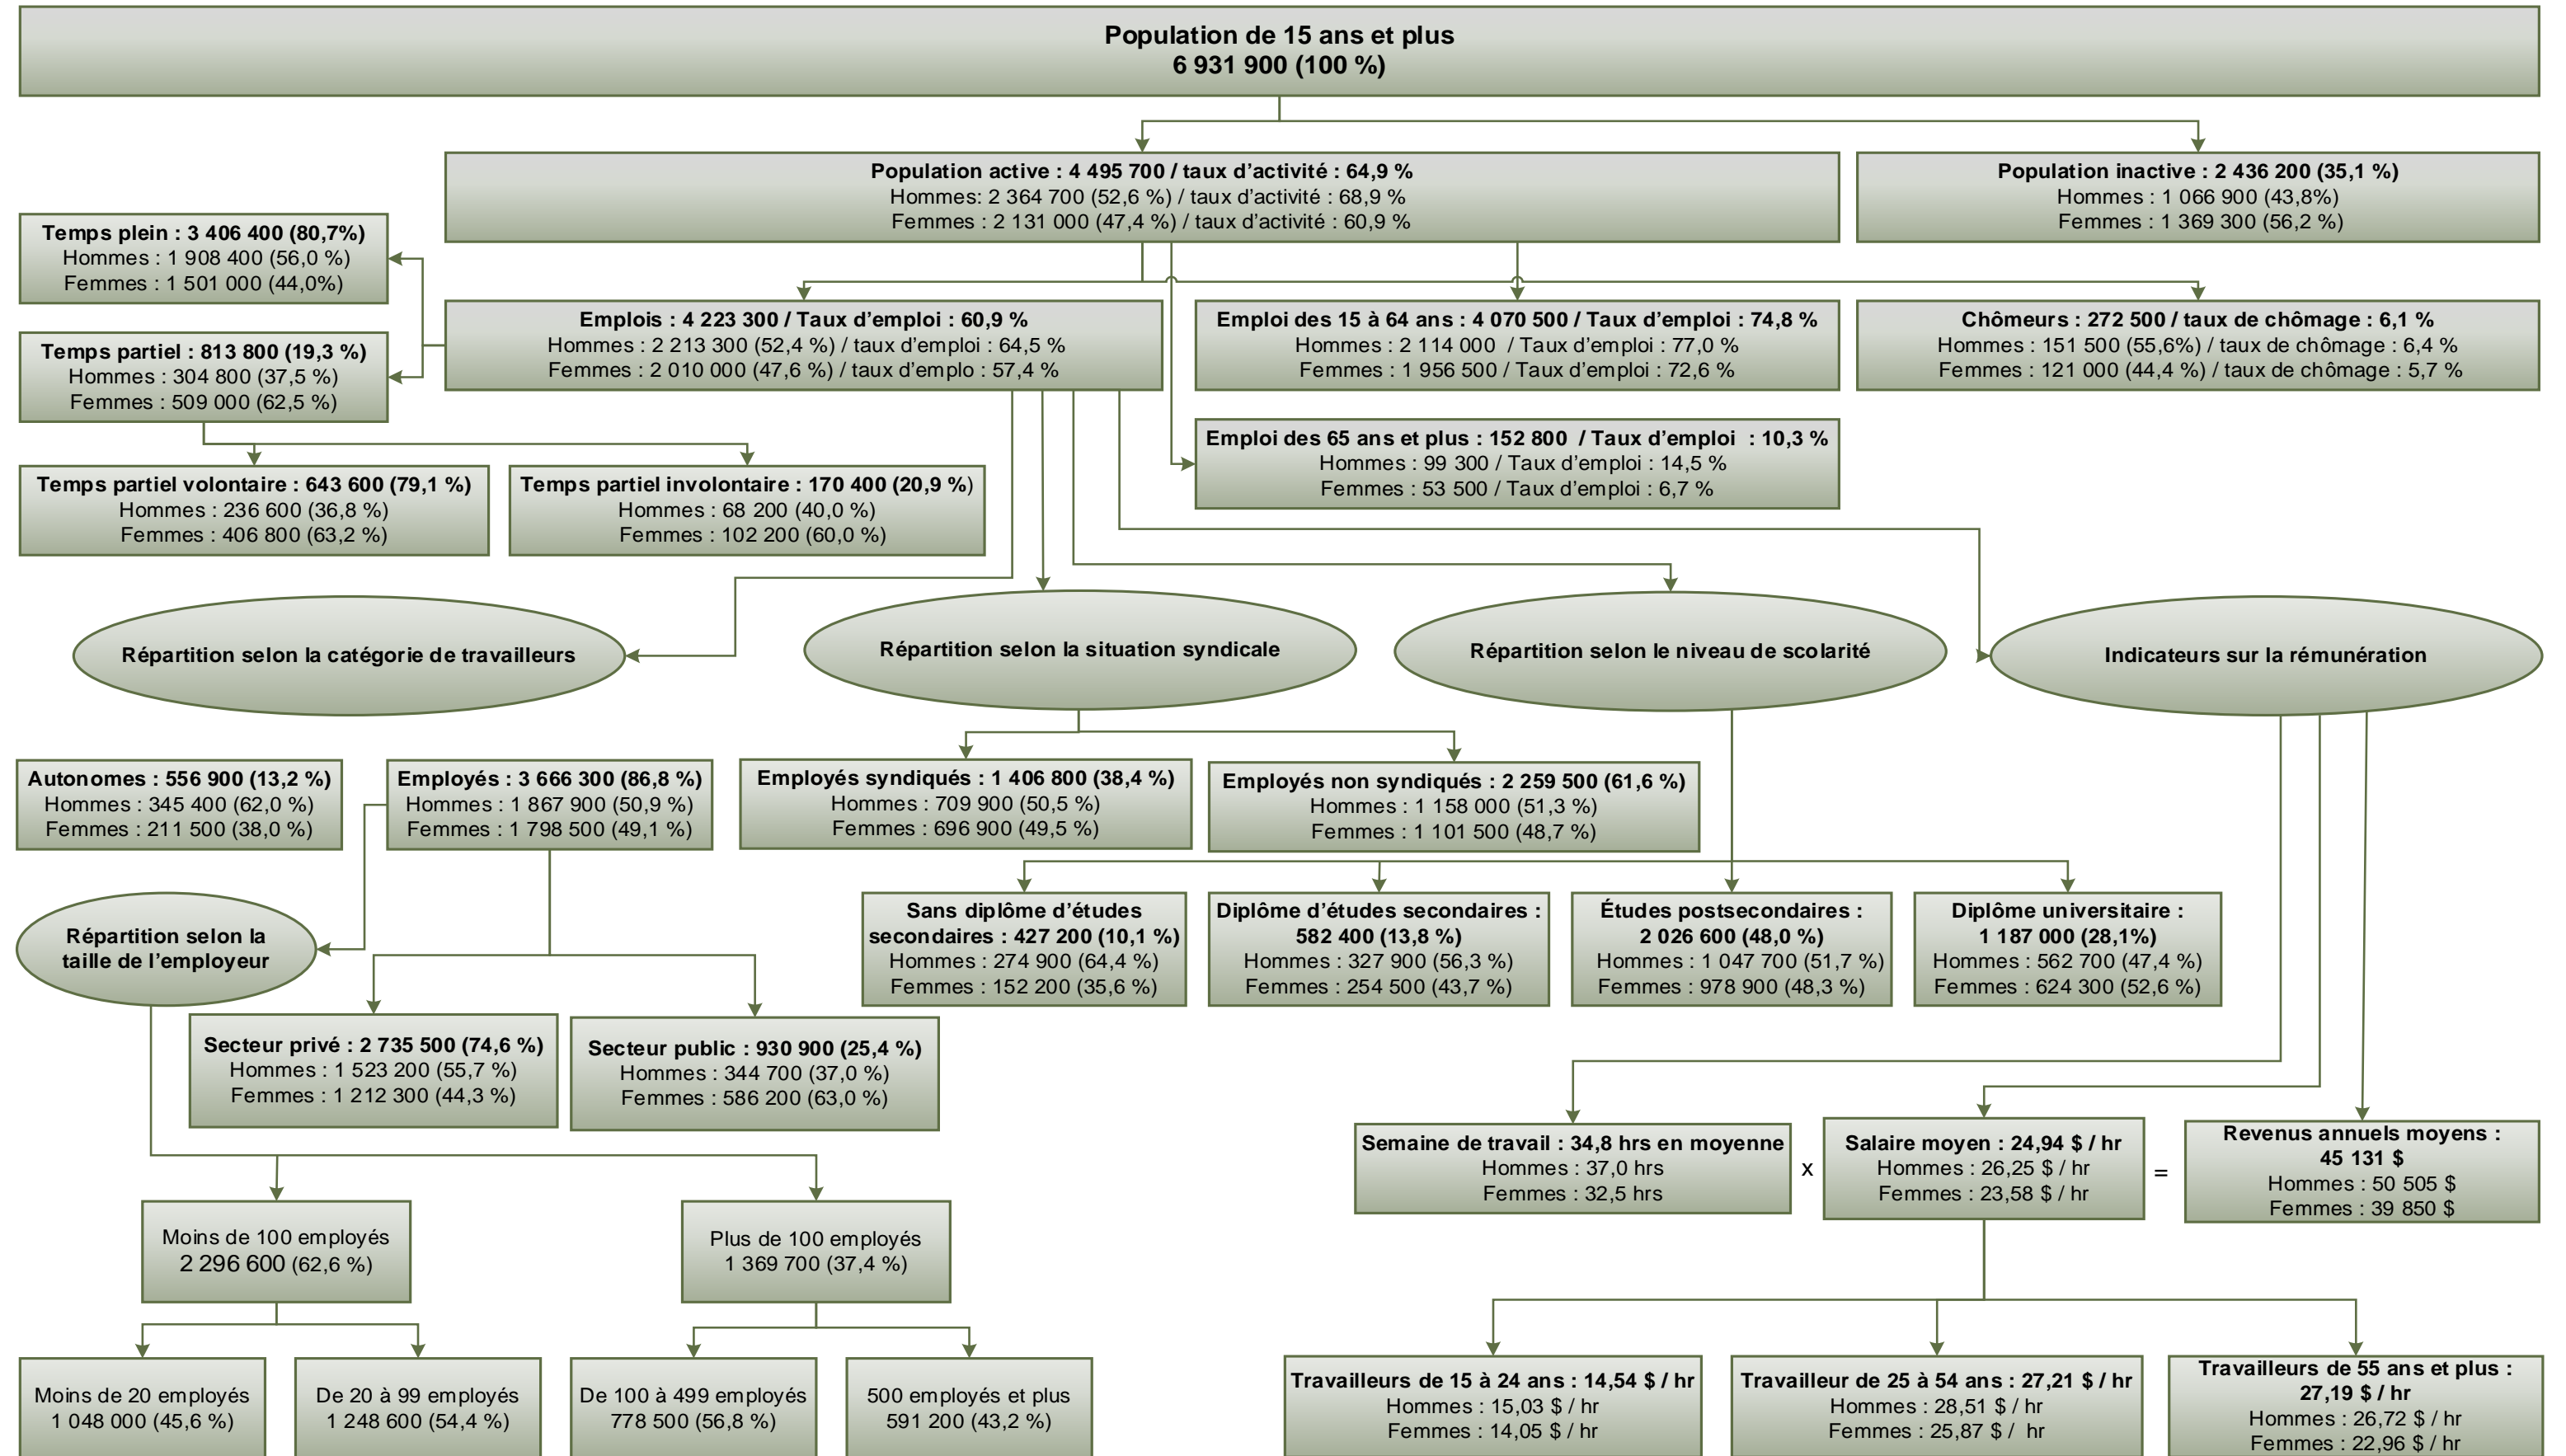 Population de 15 ans et plus
6 931 900 (100 %)
Population active : 4 495 700 / taux d’activité : 64,9 %
Hommes: 2 364 700 (52,6 %) / taux d’activité : 68,9 %
Femmes : 2 131 000 (47,4 %) / taux d’activité : 60,9 %
Population inactive : 2 436 200 (35,1 %)
Hommes : 1 066 900 (43,8%)
Femmes : 1 369 300 (56,2 %)
Temps plein : 3 406 400 (80,7%)
Hommes : 1 908 400 (56,0 %)
Femmes : 1 501 000 (44,0%)
Temps partiel : 813 800 (19,3 %)
Hommes : 304 800 (37,5 %)
Femmes : 509 000 (62,5 %)
Emplois : 4 223 300 / Taux d’emploi : 60,9 %
Hommes : 2 213 300 (52,4 %) / taux d’emploi : 64,5 %
Femmes : 2 010 000 (47,6 %) / taux d’emplo : 57,4 %
Emploi des 15 à 64 ans : 4 070 500 / Taux d’emploi : 74,8 %
Hommes : 2 114 000 / Taux d’emploi : 77,0 %
Femmes : 1 956 500 / Taux d’emploi : 72,6 %
Chômeurs : 272 500 / taux de chômage : 6,1 %
Hommes : 151 500 (55,6%) / taux de chômage : 6,4 %
Femmes : 121 000 (44,4 %) / taux de chômage : 5,7 %
Emploi des 65 ans et plus : 152 800 / Taux d’emploi : 10,3 %
Hommes : 99 300 / Taux d’emploi : 14,5 %
Femmes : 53 500 / Taux d’emploi : 6,7 %
Temps partiel volontaire : 643 600 (79,1 %)
Hommes : 236 600 (36,8 %)
Femmes : 406 800 (63,2 %)
Temps partiel involontaire : 170 400 (20,9 %)
Hommes : 68 200 (40,0 %)
Femmes : 102 200 (60,0 %)
Répartition selon la catégorie de travailleurs
Répartition selon la situation syndicale
Répartition selon le niveau de scolarité
Indicateurs sur la rémunération
Autonomes : 556 900 (13,2 %)
Hommes : 345 400 (62,0 %)
Femmes : 211 500 (38,0 %)
Employés : 3 666 300 (86,8 %)
Hommes : 1 867 900 (50,9 %)
Femmes : 1 798 500 (49,1 %)
Employés syndiqués : 1 406 800 (38,4 %)
Hommes : 709 900 (50,5 %)
Femmes : 696 900 (49,5 %)
Employés non syndiqués : 2 259 500 (61,6 %)
Hommes : 1 158 000 (51,3 %)
Femmes : 1 101 500 (48,7 %)
Répartition selon la
taille de l’employeur
Sans diplôme d’études
secondaires : 427 200 (10,1 %)
Hommes : 274 900 (64,4 %)
Femmes : 152 200 (35,6 %)
Diplôme d’études secondaires :
582 400 (13,8 %)
Hommes : 327 900 (56,3 %)
Femmes : 254 500 (43,7 %)
Études postsecondaires :
2 026 600 (48,0 %)
Hommes : 1 047 700 (51,7 %)
Femmes : 978 900 (48,3 %)
Diplôme universitaire :
1 187 000 (28,1%)
Hommes : 562 700 (47,4 %)
Femmes : 624 300 (52,6 %)
Secteur privé : 2 735 500 (74,6 %)
Hommes : 1 523 200 (55,7 %)
Femmes : 1 212 300 (44,3 %)
Secteur public : 930 900 (25,4 %)
Hommes : 344 700 (37,0 %)
Femmes : 586 200 (63,0 %)
Semaine de travail : 34,8 hrs en moyenne
Hommes : 37,0 hrs
Femmes : 32,5 hrs
x
Salaire moyen : 24,94 $ / hr
Hommes : 26,25 $ / hr
Femmes : 23,58 $ / hr
=
Revenus annuels moyens :
45 131 $
Hommes : 50 505 $
Femmes : 39 850 $
Moins de 100 employés
2 296 600 (62,6 %)
Plus de 100 employés
1 369 700 (37,4 %)
Moins de 20 employés
1 048 000 (45,6 %)
De 20 à 99 employés
1 248 600 (54,4 %)
De 100 à 499 employés
778 500 (56,8 %)
500 employés et plus
591 200 (43,2 %)
Travailleurs de 15 à 24 ans : 14,54 $ / hr
Hommes : 15,03 $ / hr
Femmes : 14,05 $ / hr
Travailleur de 25 à 54 ans : 27,21 $ / hr
Hommes : 28,51 $ / hr
Femmes : 25,87 $ / hr
Travailleurs de 55 ans et plus :
27,19 $ / hr
Hommes : 26,72 $ / hr
Femmes : 22,96 $ / hr